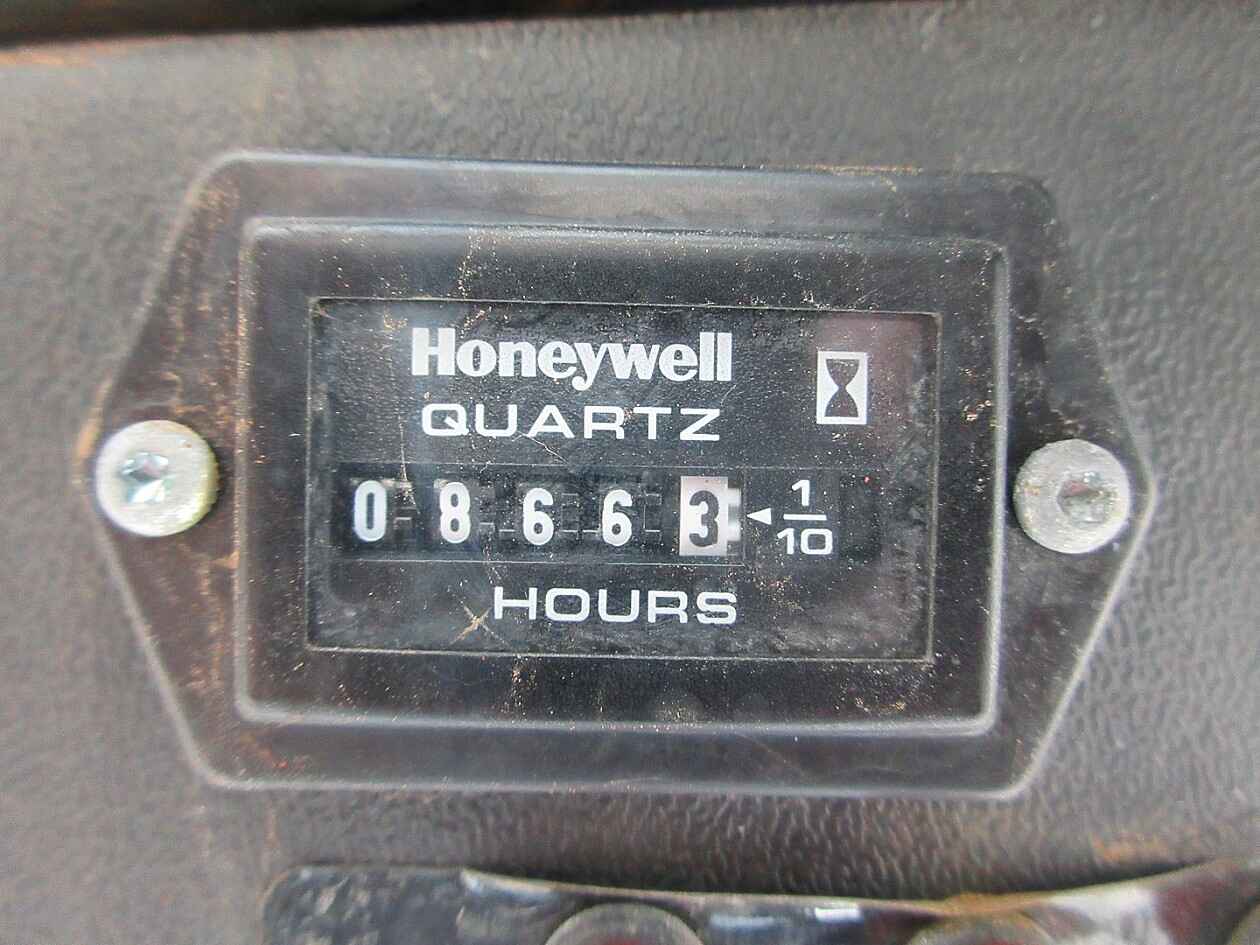 Honeywell
QUARTZ
0 8 6 6 3 ◄ 1/10
HOURS